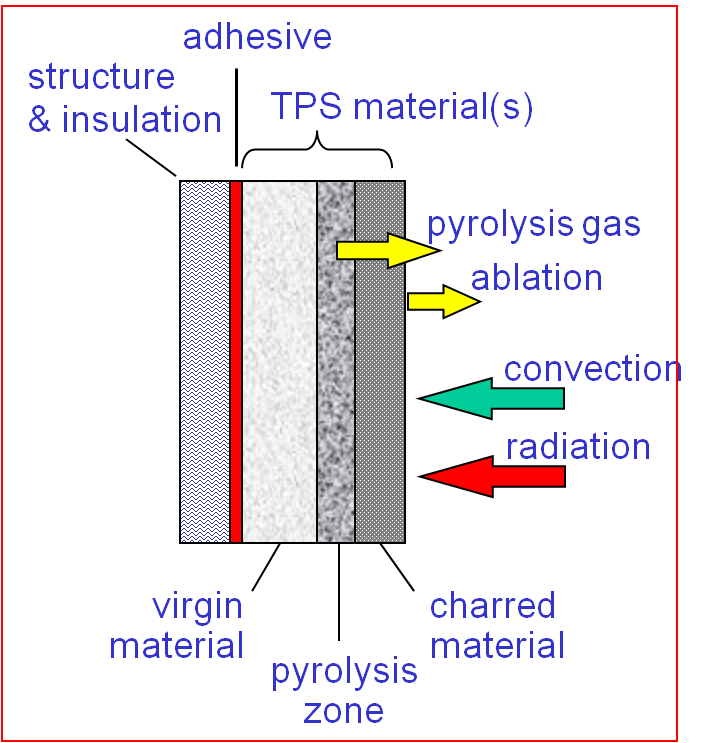 adhesive
structure
& insulation
TPS material(s)
pyrolysis gas
ablation
convection
radiation
virgin
material
pyrolysis
zone
charred
material